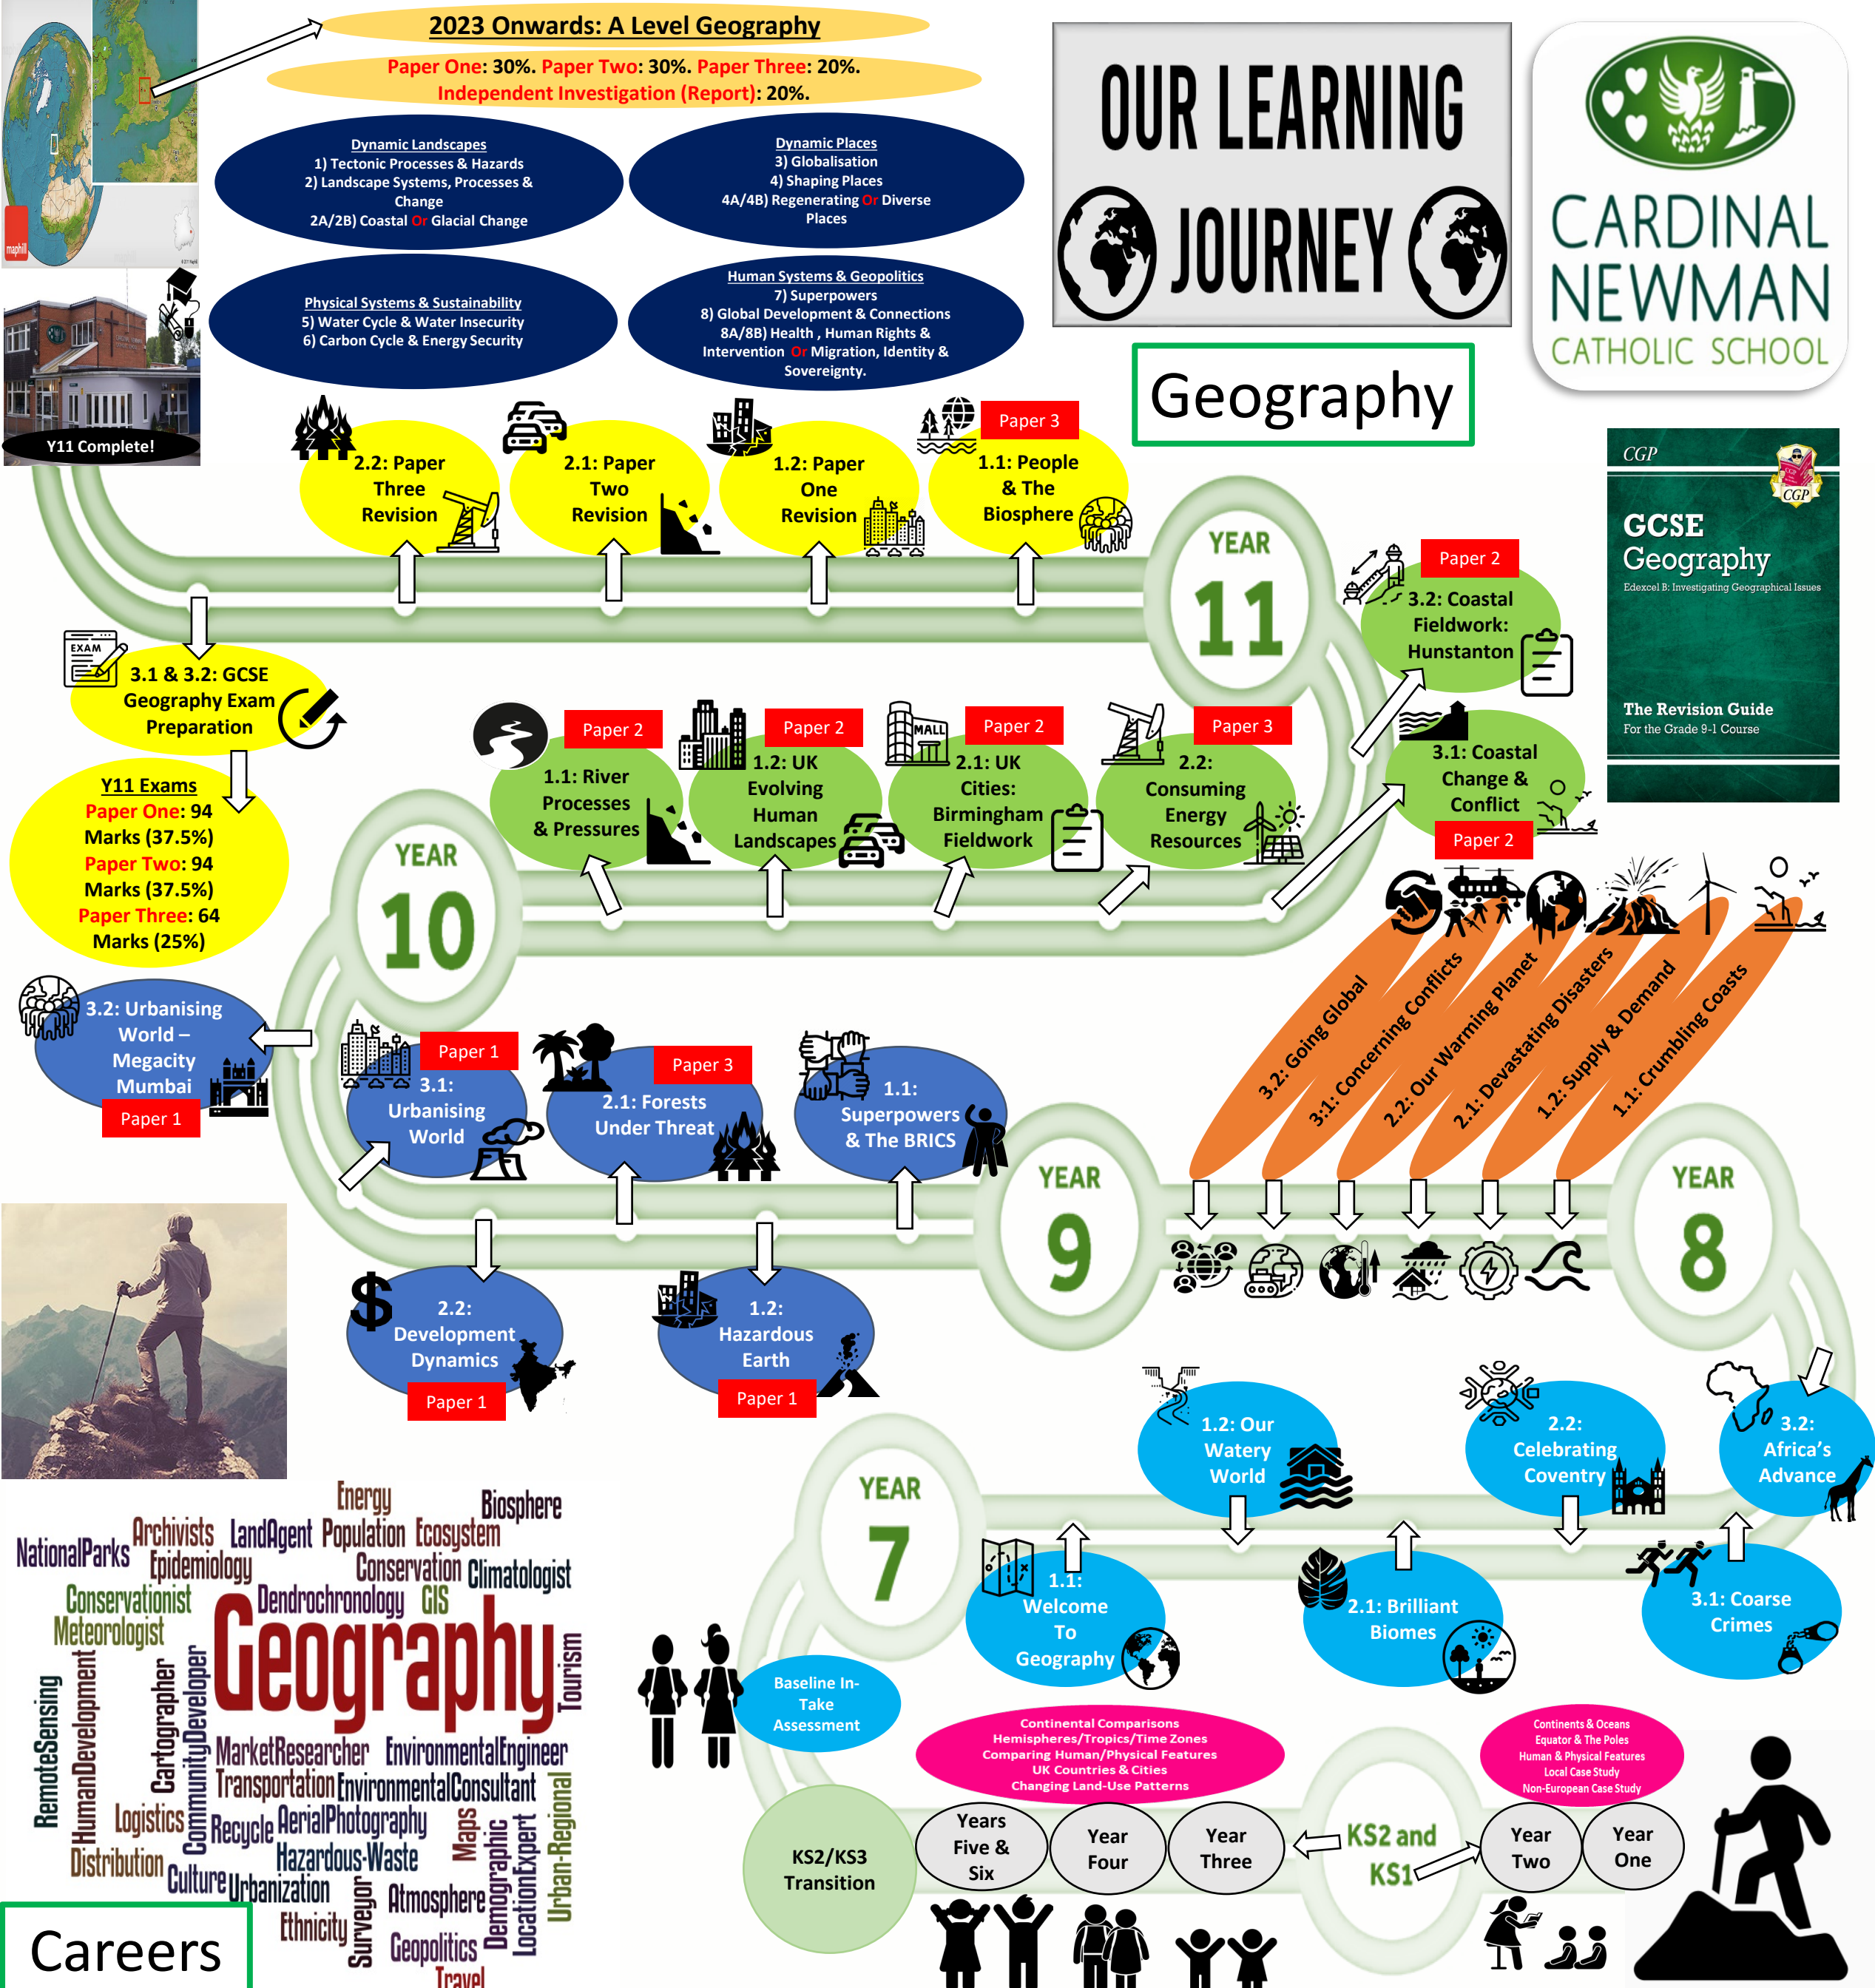 2023 Onwards: A Level Geography
Paper One: 30%. Paper Two: 30%. Paper Three: 20%.
Independent Investigation (Report): 20%.
OUR LEARNING
JOURNEY
CARDINAL
NEWMAN
CATHOLIC SCHOOL
Geography
maphill
Dynamic Landscapes
1) Tectonic Processes & Hazards
2) Landscape Systems, Processes &
Change
2A/2B) Coastal Or Glacial Change
Dynamic Places
3) Globalisation
4) Shaping Places
4A/4B) Regenerating Or Diverse
Places
Physical Systems & Sustainability
5) Water Cycle & Water Insecurity
6) Carbon Cycle & Energy Security
Human Systems & Geopolitics
7) Superpowers
8) Global Development & Connections
8A/8B) Health , Human Rights &
Intervention Or Migration, Identity &
Sovereignty.
Y11 Complete!
2.2: Paper
Three
Revision
2.1: Paper
Two
Revision
1.2: Paper
One
Revision
Paper 3
1.1: People
& The
Biosphere
YEAR
11
CGP
CGP
GCSE
Geography
Edexcel B: Investigating Geographical Issues
The Revision Guide
For the Grade 9-1 Course
Paper 2
3.2: Coastal
Fieldwork:
Hunstanton
EXAM
3.1 & 3.2: GCSE
Geography Exam
Preparation
Y11 Exams
Paper One: 94
Marks (37.5%)
Paper Two: 94
Marks (37.5%)
Paper Three: 64
Marks (25%)
YEAR
10
Paper 2
1.1: River
Processes
& Pressures
Paper 2
1.2: UK
Evolving
Human
Landscapes
MALL
Paper 2
2.1: UK
Cities:
Birmingham
Fieldwork
Paper 3
2.2:
Consuming
Energy
Resources
3.1: Coastal
Change &
Conflict
Paper 2
3.2: Urbanising
World –
Megacity
Mumbai
Paper 1
Paper 1
3.1:
Urbanising
World
Paper 3
2.1: Forests
Under Threat
1.1:
Superpowers
& The BRICS
3.2: Going Global
3:1: Concerning Conflicts
2.2: Our Warming Planet
2.1: Devastating Disasters
1.2: Supply & Demand
1.1: Crumbling Coasts
YEAR
9
YEAR
8
$
2.2:
Development
Dynamics
Paper 1
1.2:
Hazardous
Earth
Paper 1
YEAR
7
1.2: Our
Watery
World
2.2:
Celebrating
Coventry
3.2:
Africa's
Advance
1.1:
Welcome
To
Geography
2.1: Brilliant
Biomes
3.1: Coarse
Crimes
Baseline In-
Take
Assessment
Continental Comparisons
Hemispheres/Tropics/Time Zones
Comparing Human/Physical Features
UK Countries & Cities
Changing Land-Use Patterns
Continents & Oceans
Equator & The Poles
Human & Physical Features
Local Case Study
Non-European Case Study
KS2/KS3
Transition
Years
Five &
Six
Year
Four
Year
Three
KS2 and
KS1
Year
Two
Year
One
Energy
Biosphere
Archivists
LandAgent
Population
Ecosystem
NationalParks
Epidemiology
Conservation
Climatologist
Conservationist
Dendrochronology
GIS
Meteorologist
Geography
Tourism
RemoteSensing
HumanDevelopment
Cartographer
CommunityDeveloper
MarketResearcher
EnvironmentalEngineer
Transportation
EnvironmentalConsultant
Logistics
Recycle
AerialPhotography
Maps
Demographic
LocationExpert
Urban-Regional
Distribution
Hazardous-Waste
Culture
Urbanization
Surveyor
Atmosphere
Ethnicity
Geopolitics
Travel
Careers